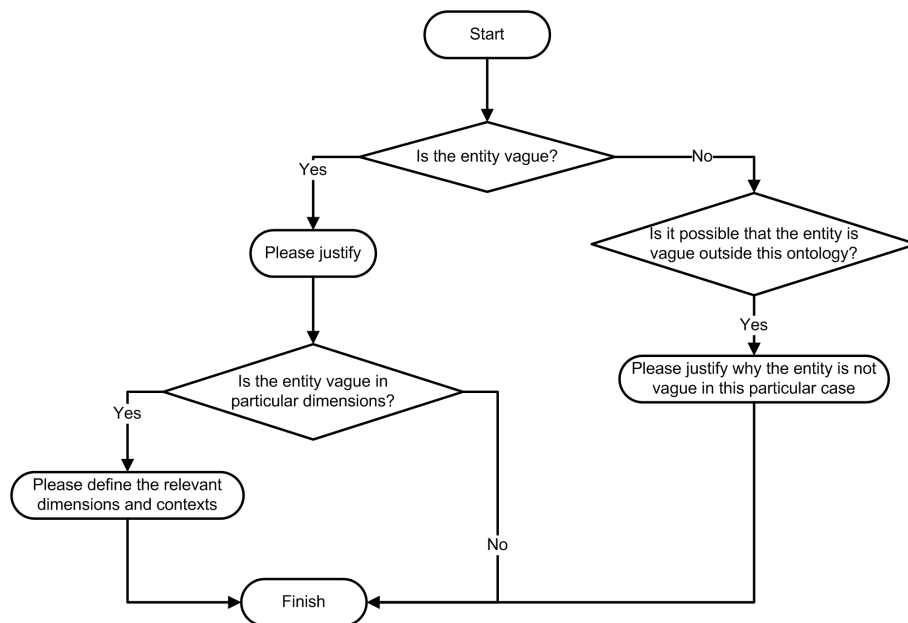 Start
Is the entity vague?
Yes
No
Please justify
Is it possible that the entity is
vague outside this ontology?
Yes
Is the entity vague in
particular dimensions?
Please justify why the entity is not
vague in this particular case
Yes
Please define the relevant
dimensions and contexts
No
Finish